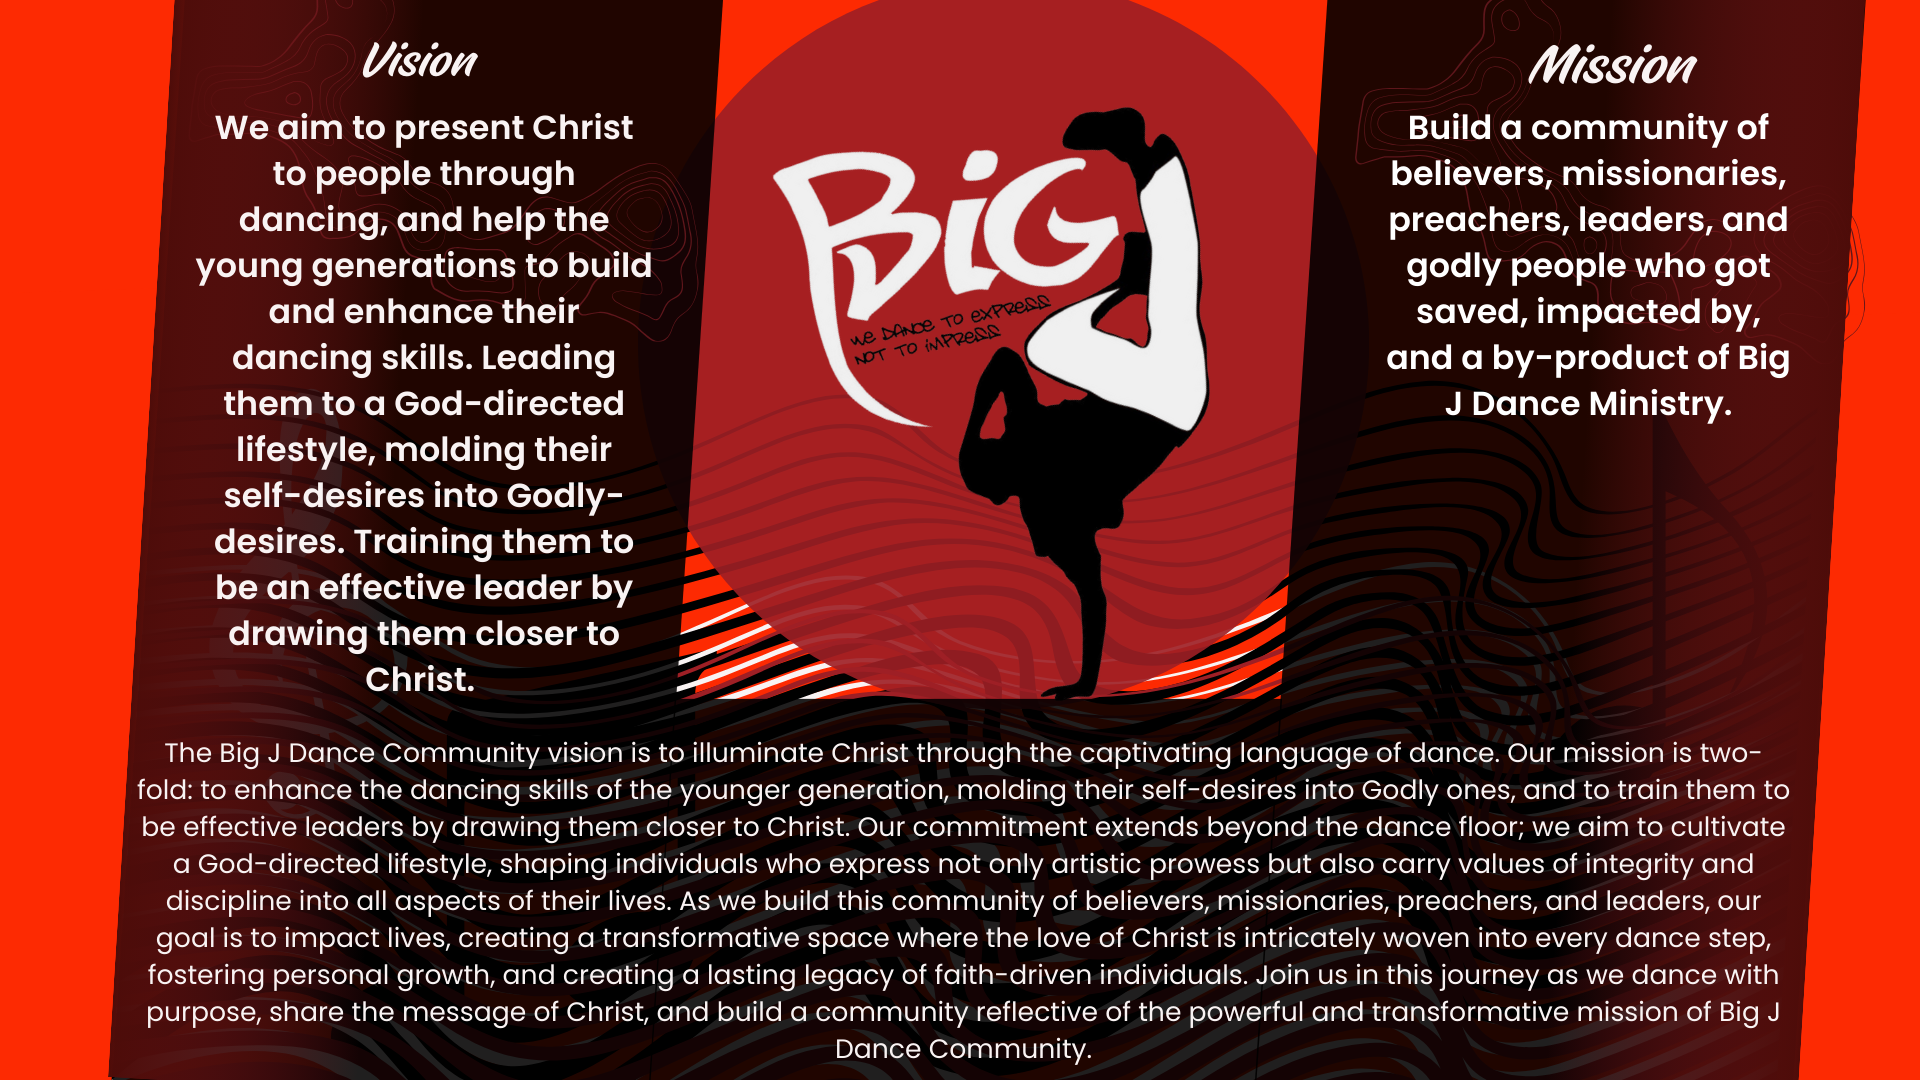 Vision
We aim to present Christ
to people through
dancing, and help the
young generations to build
and enhance their
dancing skills. Leading
them to a God-directed
lifestyle, molding their
self-desires into Godly-
desires. Training them to
be an effective leader by
drawing them closer to
Christ.
BiG J
WE DANCE TO EXPRESS
NOT TO iMPRESS
Mission
Build a community of
believers, missionaries,
preachers, leaders, and
godly people who got
saved, impacted by,
and a by-product of Big
J Dance Ministry.
The Big J Dance Community vision is to illuminate Christ through the captivating language of dance. Our mission is two-
fold: to enhance the dancing skills of the younger generation, molding their self-desires into Godly ones, and to train them to
be effective leaders by drawing them closer to Christ. Our commitment extends beyond the dance floor; we aim to cultivate
a God-directed lifestyle, shaping individuals who express not only artistic prowess but also carry values of integrity and
discipline into all aspects of their lives. As we build this community of believers, missionaries, preachers, and leaders, our
goal is to impact lives, creating a transformative space where the love of Christ is intricately woven into every dance step,
fostering personal growth, and creating a lasting legacy of faith-driven individuals. Join us in this journey as we dance with
purpose, share the message of Christ, and build a community reflective of the powerful and transformative mission of Big J
Dance Community.